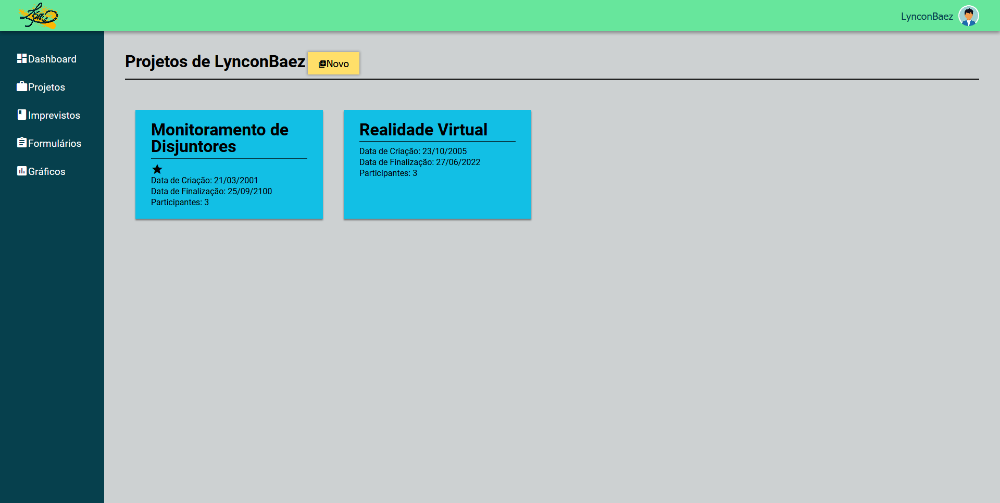 LynconBaez
Dashboard
Projetos
Imprevistos
Formulários
Gráficos
Projetos de LynconBaez
Novo
Monitoramento de
Disjuntores
Data de Criação: 21/03/2001
Data de Finalização: 25/09/2100
Participantes: 3
Realidade Virtual
Data de Criação: 23/10/2005
Data de Finalização: 27/06/2022
Participantes: 3